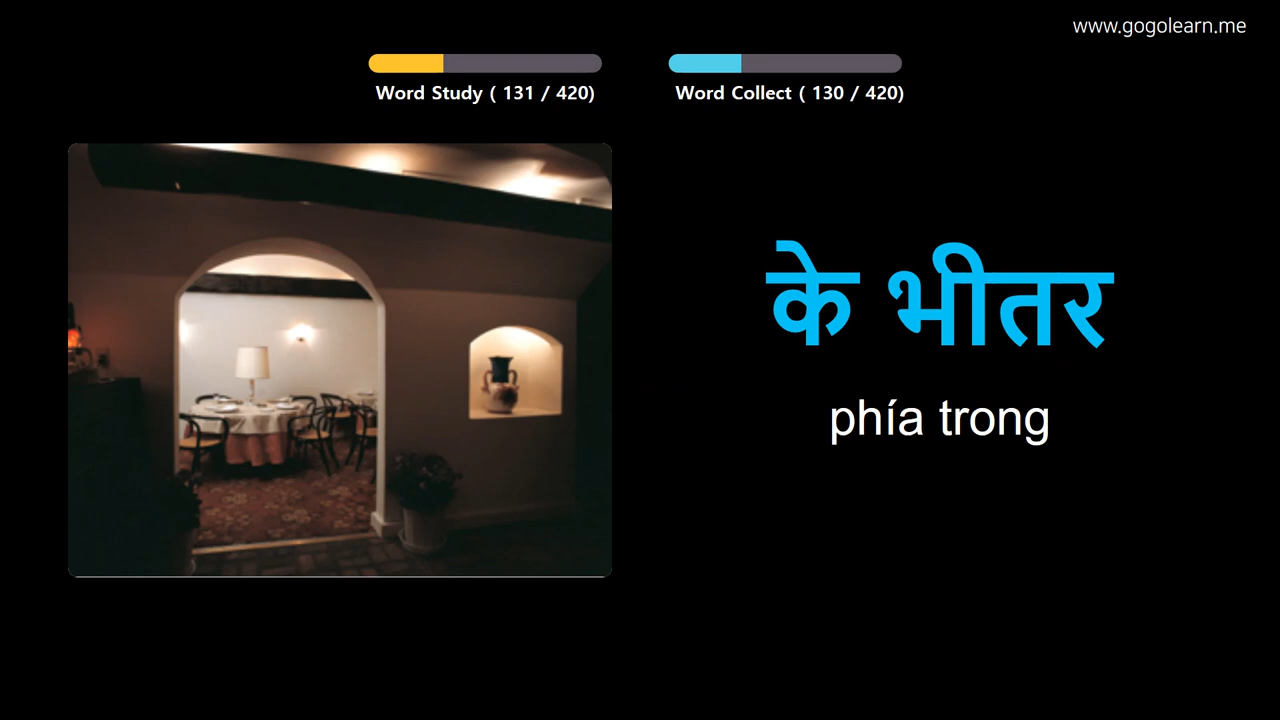 www.gogolearn.me
Word Study ( 131 / 420)
Word Collect ( 130 / 420)
के भीतर
phía trong